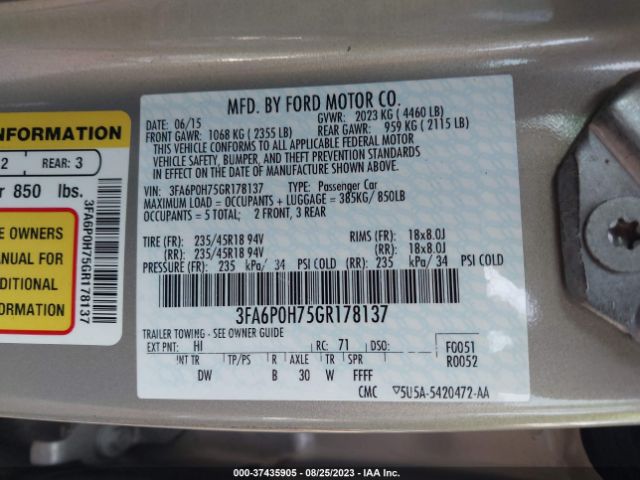 INFORMATION
2 REAR: 3
r 850 lbs.
E OWNERS
ANUAL FOR
DITIONAL
RMATION
3FA6P0H75GR178137
MFD. BY FORD MOTOR CO.
DATE: 06/15 GVWR: 2023 KG ( 4460 LB)
FRONT GAWR: 1068 KG ( 2355 LB) REAR GAWR: 959 KG ( 2115 LB)
THIS VEHICLE CONFORMS TO ALL APPLICABLE FEDERAL MOTOR
VEHICLE SAFETY, BUMPER, AND THEFT PREVENTION STANDARDS
IN EFFECT ON THE DATE OF MANUFACTURE SHOWN ABOVE.
VIN: 3FA6P0H75GR178137 TYPE: Passenger Car
MAXIMUM LOAD = OCCUPANTS + LUGGAGE = 385KG/850LB
OCCUPANTS = 5 TOTAL; 2 FRONT, 3 REAR
TIRE (FR): 235/45R18 94V RIMS (FR): 18x8.0J
(RR): 235/45R18 94V (RR): 18x8.0J
PRESSURE (FR): 235 kPa/ 34 PSI COLD (RR): 235 kPa/ 34 PSI COLD
3FA6P0H75GR178137
TRAILER TOWING - SEE OWNER GUIDE
EXT PNT: HI RC: 71 DSO: F0051
INT TR TP/PS R AXLE TR SPR R0052
DW B 30 W FFFF
CMC 5U5A-5420472-AA
000-37435905 - 08/25/2023 - IAA Inc.